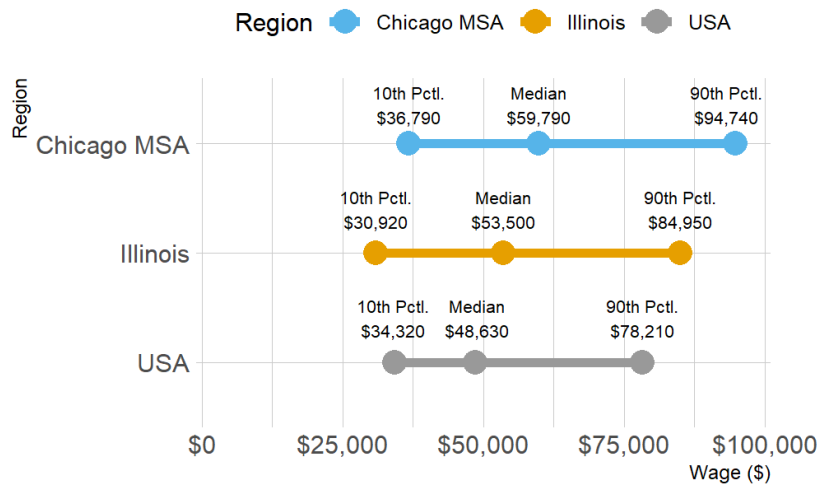 Region Chicago MSA Illinois USA
Region
10th Pctl. Median 90th Pctl.
$36,790 $59,790 $94,740
Chicago MSA
10th Pctl. Median 90th Pctl.
$30,920 $53,500 $84,950
Illinois
10th Pctl. Median 90th Pctl.
$34,320 $48,630 $78,210
USA
$0 $25,000 $50,000 $75,000 $100,000
Wage ($)